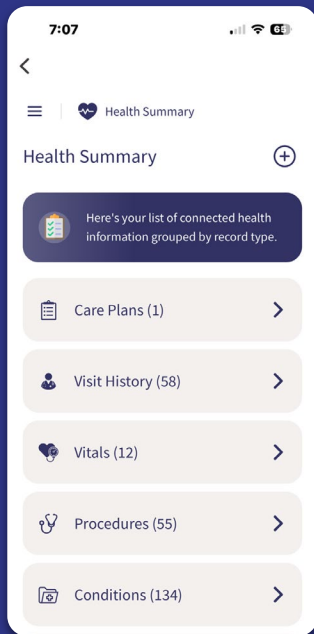 7:07
65
Health Summary
Health Summary
Here's your list of connected health
information grouped by record type.
Care Plans (1)
Visit History (58)
Vitals (12)
Procedures (55)
Conditions (134)